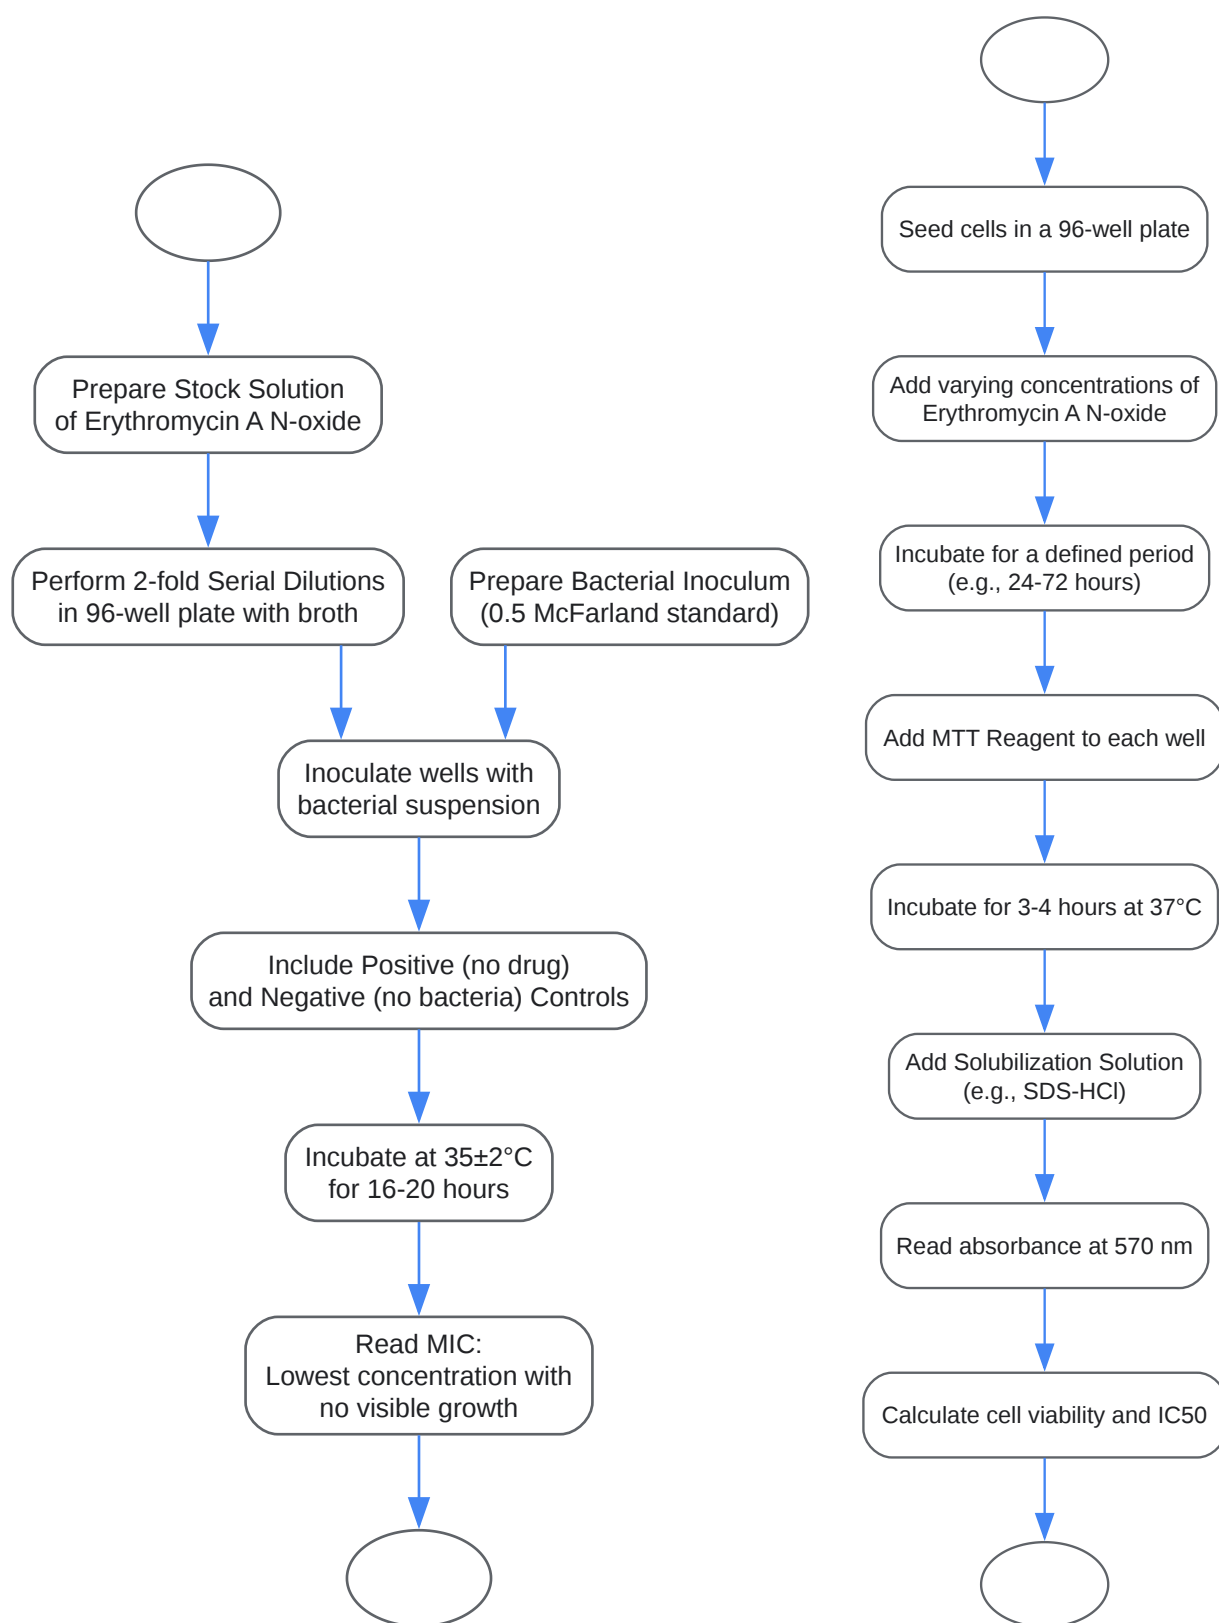 Prepare Stock Solution
of Erythromycin A N-oxide
Perform 2-fold Serial Dilutions
in 96-well plate with broth
Prepare Bacterial Inoculum
(0.5 McFarland standard)
Inoculate wells with
bacterial suspension
Include Positive (no drug)
and Negative (no bacteria) Controls
Incubate at 35±2°C
for 16-20 hours
Read MIC:
Lowest concentration with
no visible growth
Seed cells in a 96-well plate
Add varying concentrations of
Erythromycin A N-oxide
Incubate for a defined period
(e.g., 24-72 hours)
Add MTT Reagent to each well
Incubate for 3-4 hours at 37°C
Add Solubilization Solution
(e.g., SDS-HCl)
Read absorbance at 570 nm
Calculate cell viability and IC50